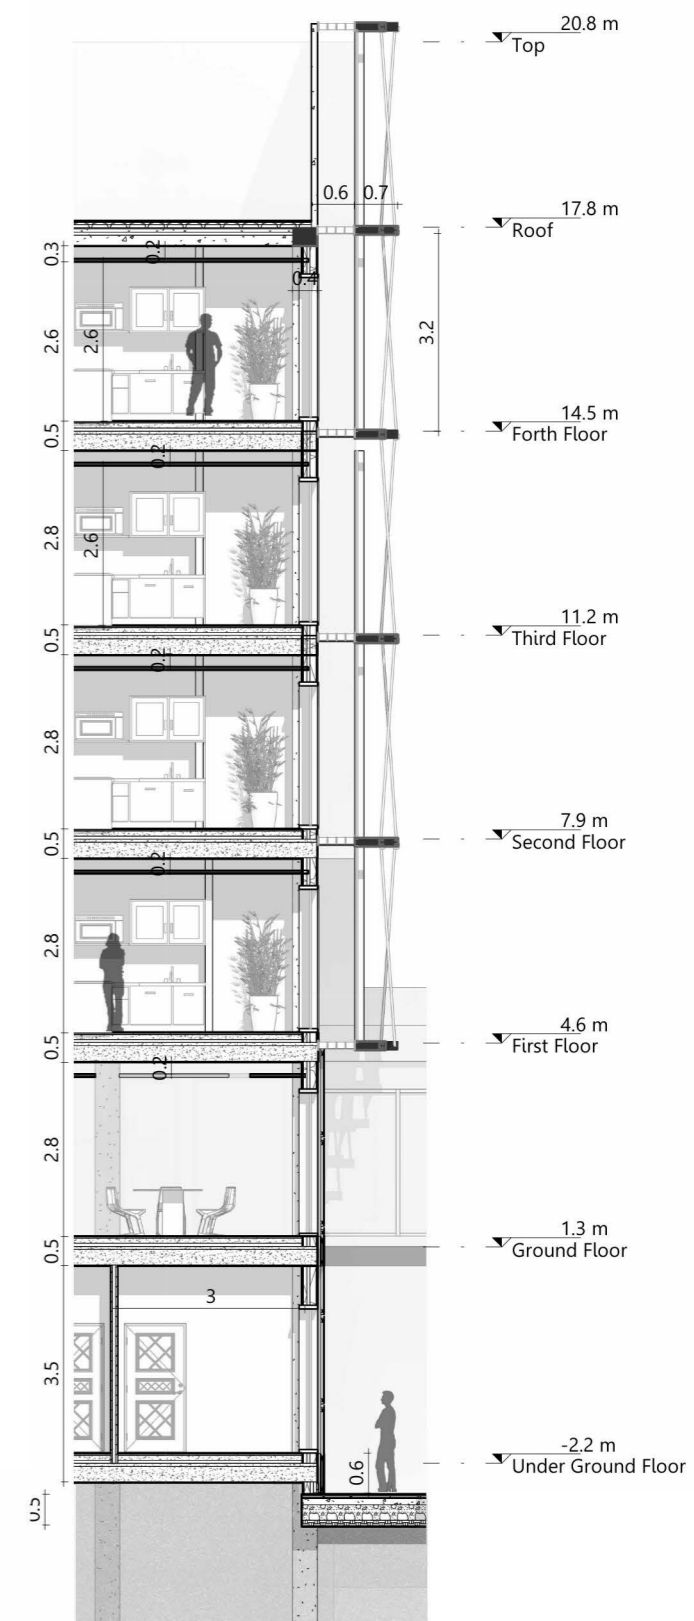 20.8 m
Top
0.6 0.7
17.8 m
Roof
0.3
0.2
0.4
2.6
2.6
3.2
14.5 m
Forth Floor
0.5
0.2
2.8
2.6
11.2 m
Third Floor
0.5
0.2
2.8
7.9 m
Second Floor
0.5
0.2
2.8
4.6 m
First Floor
0.5
0.2
2.8
1.3 m
Ground Floor
0.5
3
3.5
-2.2 m
Under Ground Floor
0.6
0.5